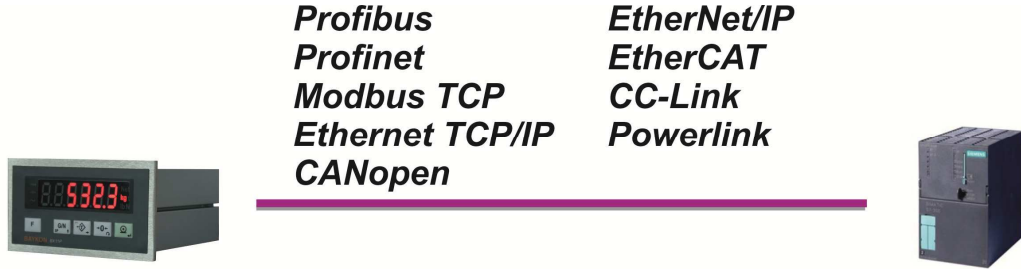 Profibus
Profinet
Modbus TCP
Ethernet TCP/IP
CANopen
EtherNet/IP
EtherCAT
CC-Link
Powerlink
532.3
F
G/N